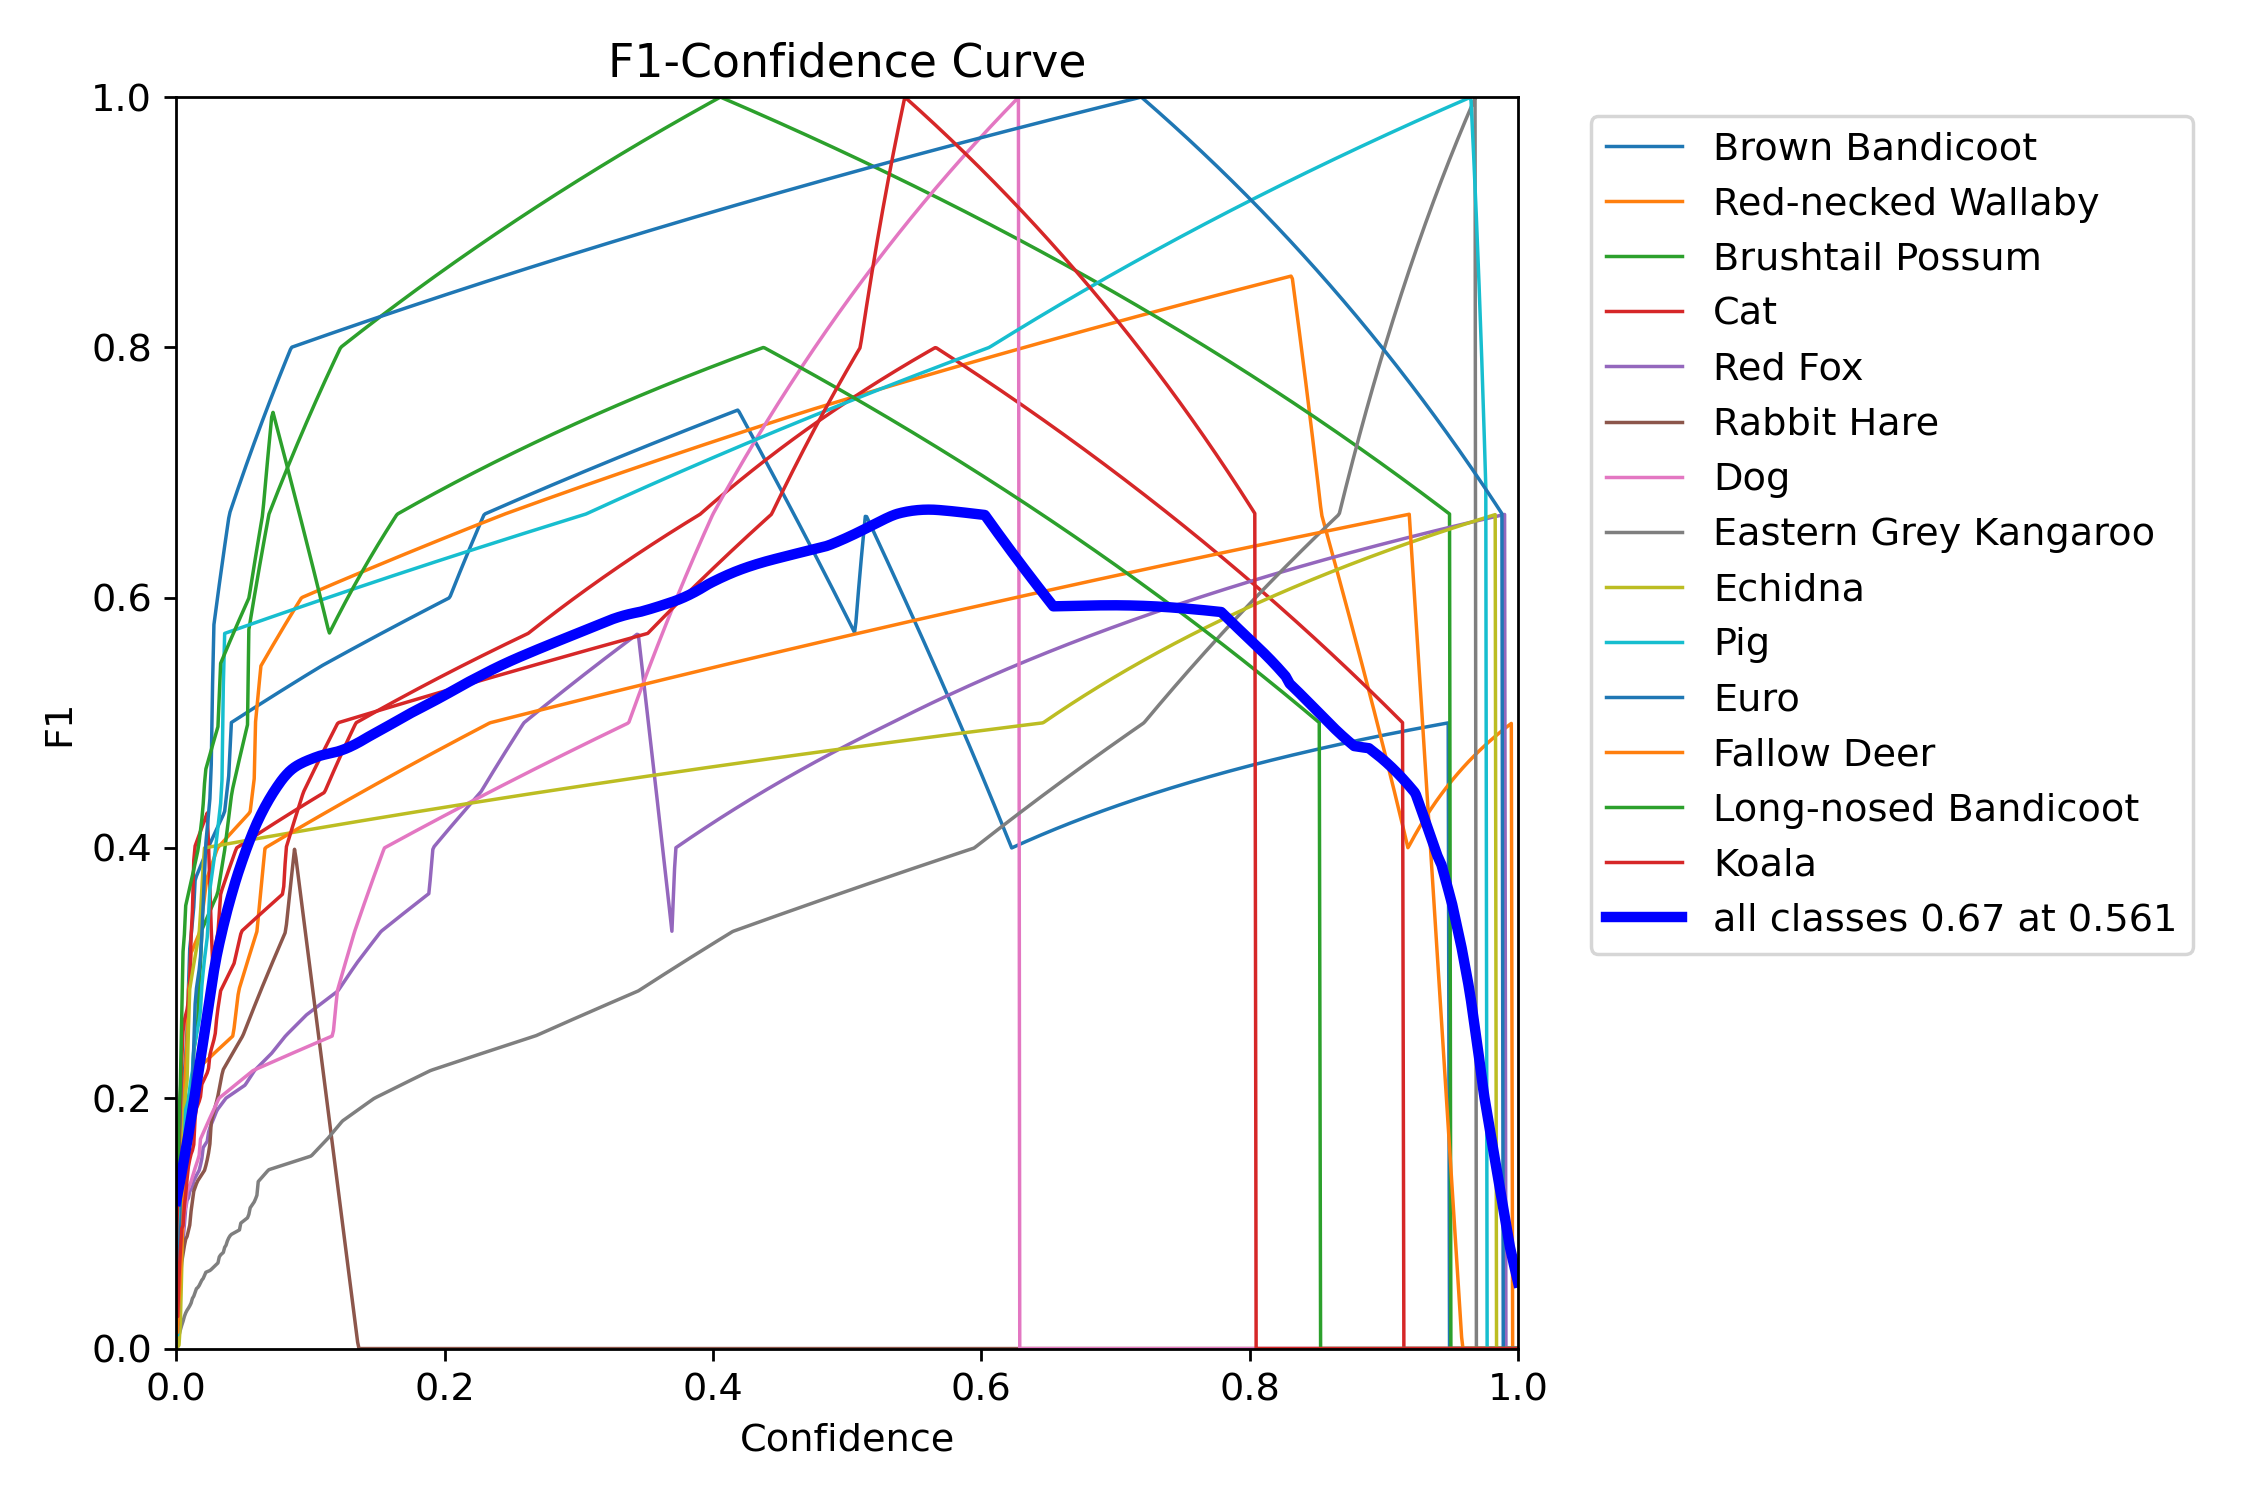 F1-Confidence Curve
1.0
0.8
0.6
0.4
0.2
0.0
F1
0.0 0.2 0.4 0.6 0.8 1.0
Confidence
Brown Bandicoot
Red-necked Wallaby
Brushtail Possum
Cat
Red Fox
Rabbit Hare
Dog
Eastern Grey Kangaroo
Echidna
Pig
Euro
Fallow Deer
Long-nosed Bandicoot
Koala
all classes 0.67 at 0.561